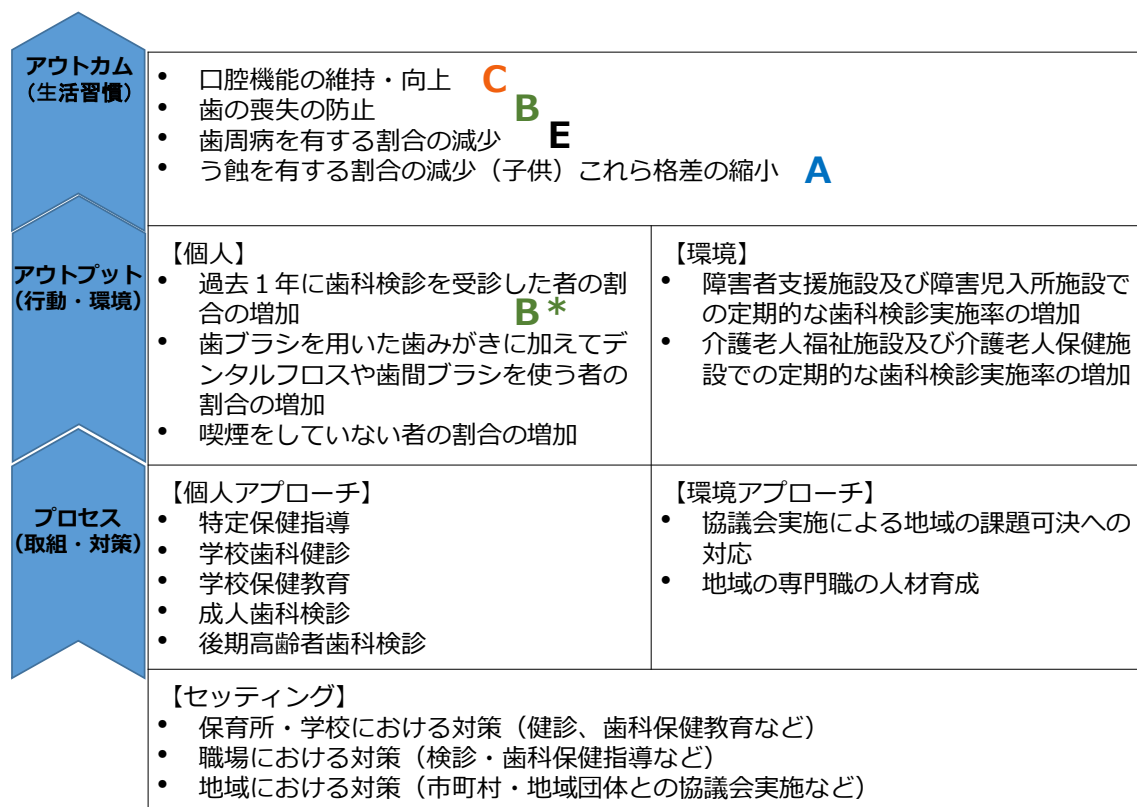 アウトカム
（生活習慣）
• 口腔機能の維持・向上 C
• 歯の喪失の防止 B
• 歯周病を有する割合の減少 E
• う蝕を有する割合の減少（子供）これら格差の縮小 A
アウトプット
（行動・環境）
【個人】
• 過去１年に歯科検診を受診した者の割
合の増加 B＊
• 歯ブラシを用いた歯みがきに加えてデ
ンタルフロスや歯間ブラシを使う者の
割合の増加
• 喫煙をしていない者の割合の増加
【環境】
• 障害者支援施設及び障害児入所施設で
の定期的な歯科検診実施率の増加
• 介護老人福祉施設及び介護老人保健施
設での定期的な歯科検診実施率の増加
プロセス
（取組・対策）
【個人アプローチ】
• 特定保健指導
• 学校歯科健診
• 学校保健教育
• 成人歯科検診
• 後期高齢者歯科検診
【環境アプローチ】
• 協議会実施による地域の課題可決への
対応
• 地域の専門職の人材育成
【セッティング】
• 保育所・学校における対策（健診、歯科保健教育など）
• 職場における対策（検診・歯科保健指導など）
• 地域における対策（市町村・地域団体との協議会実施など）